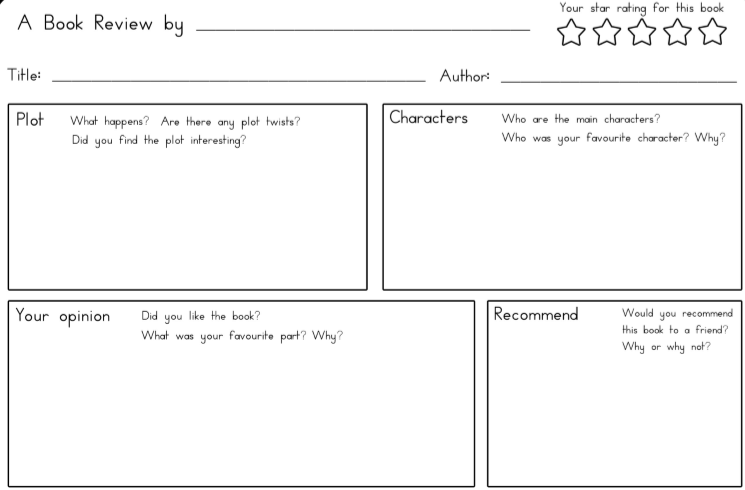 Your star rating for this book
A Book Review by
Title:
Author:
Plot
What happens? Are there any plot twists?
Did you find the plot interesting?
Characters
Who are the main characters?
Who was your favourite character? Why?
Your opinion
Did you like the book?
What was your favourite part? Why?
Recommend
Would you recommend
this book to a friend?
Why or why not?